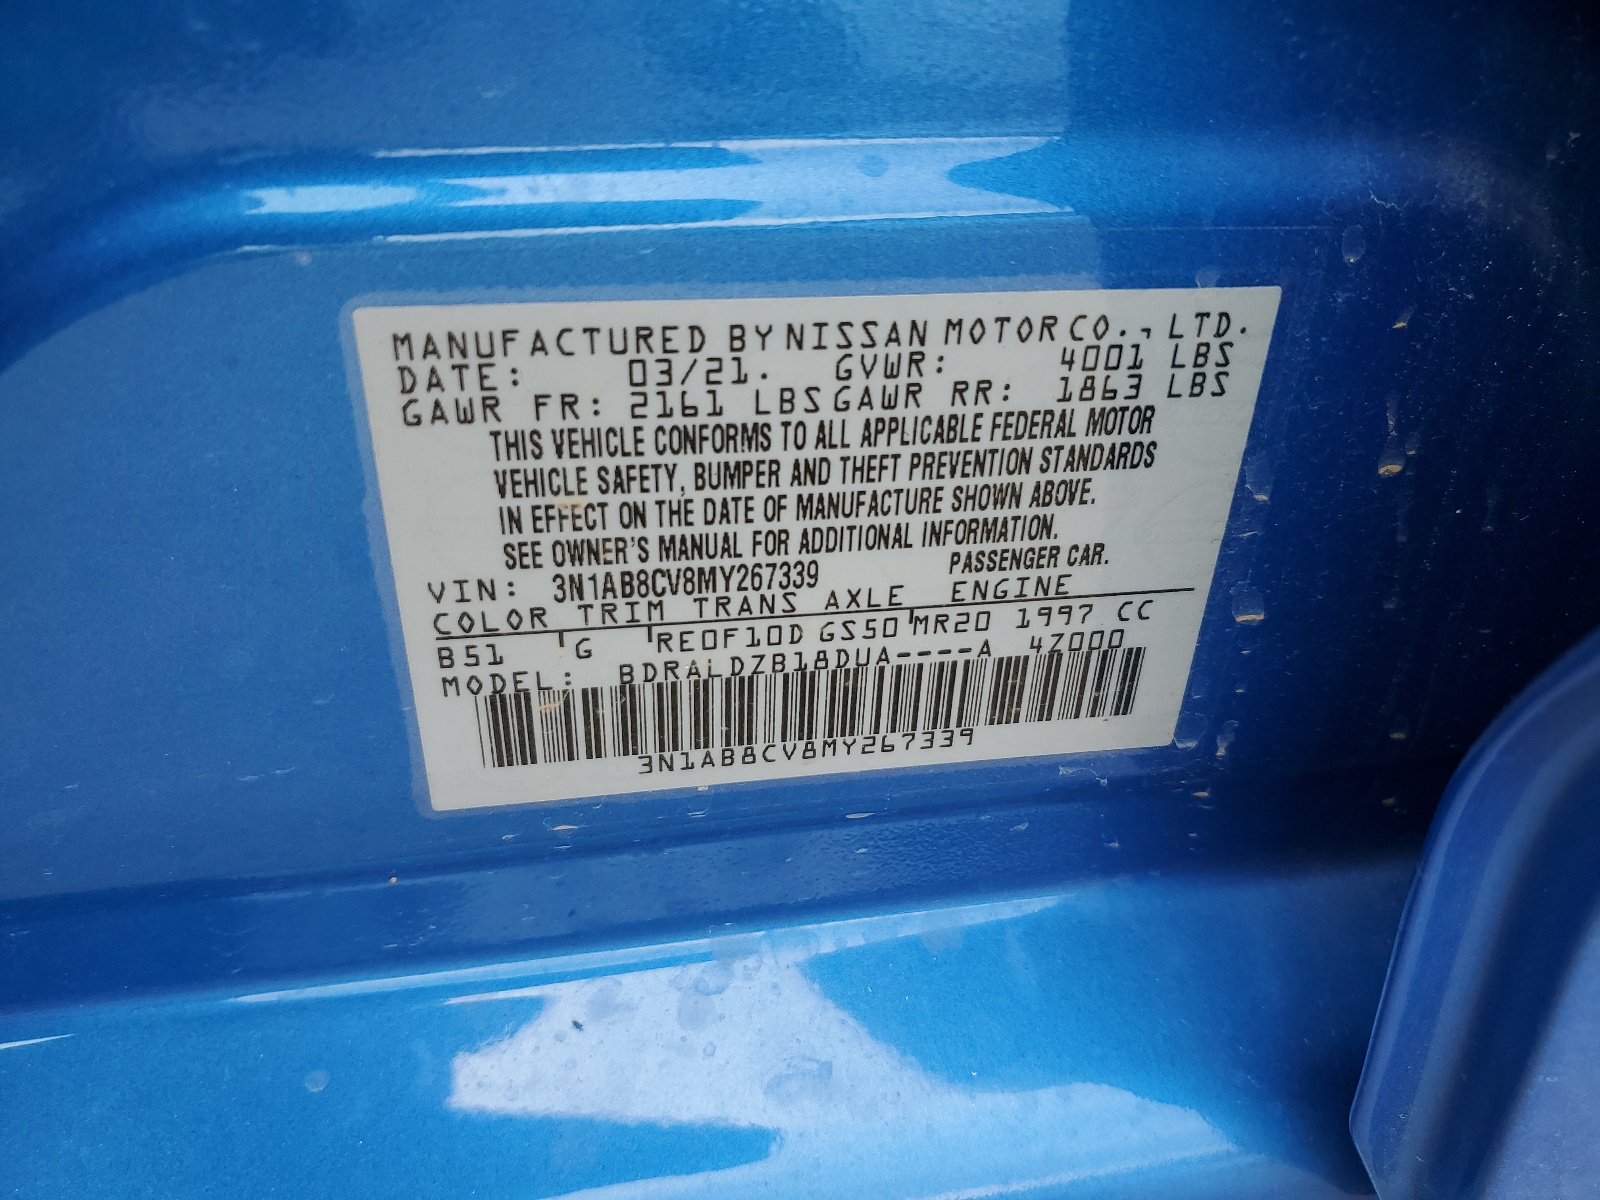 MANUFACTURED BY NISSAN MOTOR CO., LTD.
DATE: 03/21. GVWR: 4001 LBS
GAWR FR: 2161 LBS GAWR RR: 1863 LBS
THIS VEHICLE CONFORMS TO ALL APPLICABLE FEDERAL MOTOR
VEHICLE SAFETY, BUMPER AND THEFT PREVENTION STANDARDS
IN EFFECT ON THE DATE OF MANUFACTURE SHOWN ABOVE.
SEE OWNER'S MANUAL FOR ADDITIONAL INFORMATION.
VIN: 3N1AB8CV8MY267339 PASSENGER CAR.
COLOR TRIM TRANS AXLE ENGINE
B51 G RE0F10D GS50 MR20 1997 CC
MODEL: BDRALDZB18DUA----A 4Z000
3N1AB8CV8MY267339